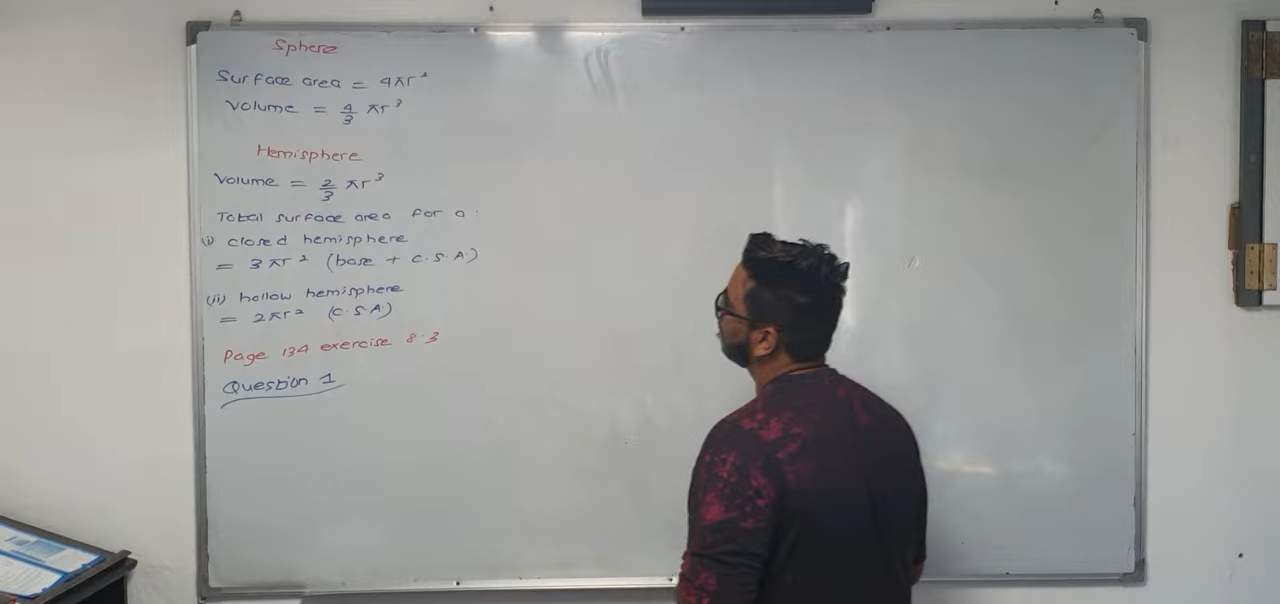 Sphere
Surface area = 4πr²
Volume = 4/3 πr³
Hemisphere
Volume = 2/3 πr³
Total surface area for a:
(i) closed hemisphere
= 3πr² (base + C.S.A.)
(ii) hollow hemisphere
= 2πr² (C.S.A.)
Page 134 exercise 8.3
Question 1